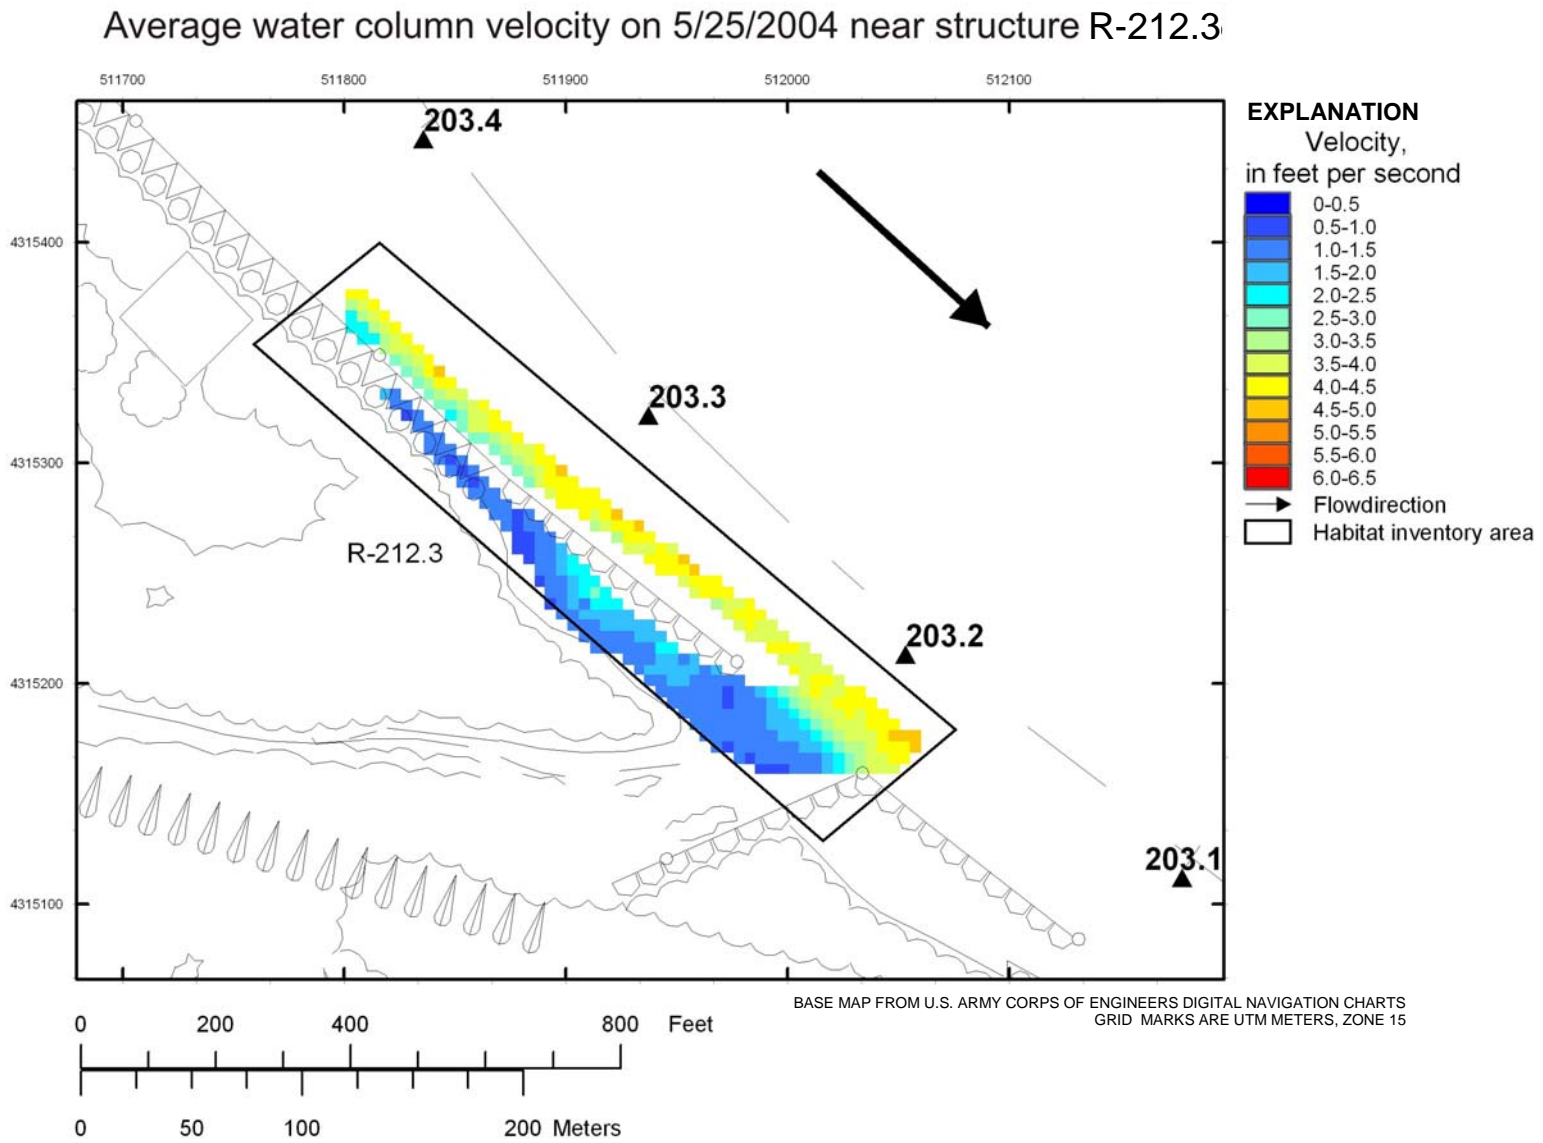 Average water column velocity on 5/25/2004 near structure R-212.3
511700 511800 511900 512000 512100
203.4
203.3
203.2
203.1
R-212.3
4315400
4315300
4315200
4315100
EXPLANATION
Velocity,
in feet per second
0-0.5
0.5-1.0
1.0-1.5
1.5-2.0
2.0-2.5
2.5-3.0
3.0-3.5
3.5-4.0
4.0-4.5
4.5-5.0
5.0-5.5
5.5-6.0
6.0-6.5
Flowdirection
Habitat inventory area
BASE MAP FROM U.S. ARMY CORPS OF ENGINEERS DIGITAL NAVIGATION CHARTS
GRID MARKS ARE UTM METERS, ZONE 15
0 200 400 800 Feet
0 50 100 200 Meters